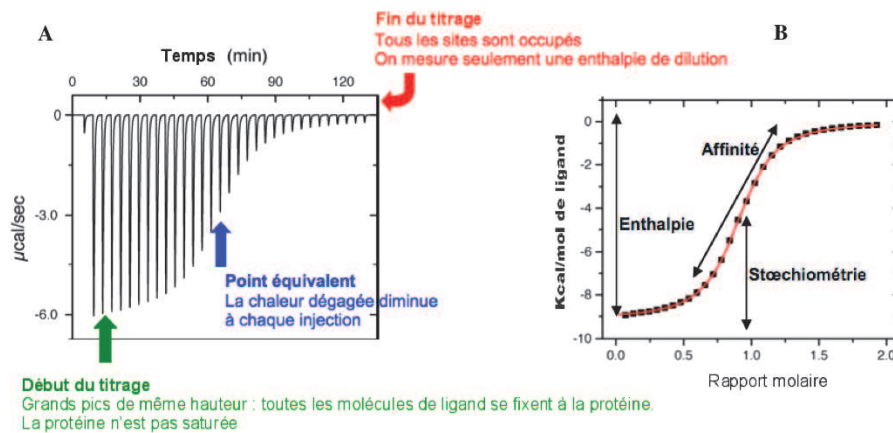 A
Fin du titrage
Tous les sites sont occupés
On mesure seulement une enthalpie de dilution
B
Temps (min)
0 30 60 90 120
0
-3.0
-6.0
µcal/sec
Point équivalent
La chaleur dégagée diminue
à chaque injection
Début du titrage
Grands pics de même hauteur : toutes les molécules de ligand se fixent à la protéine.
La protéine n'est pas saturée
Kcal/mol de ligand
0
-2
-4
-6
-8
-10
Affinité
Enthalpie
Stœchiométrie
0.0 0.5 1.0 1.5 2.0
Rapport molaire